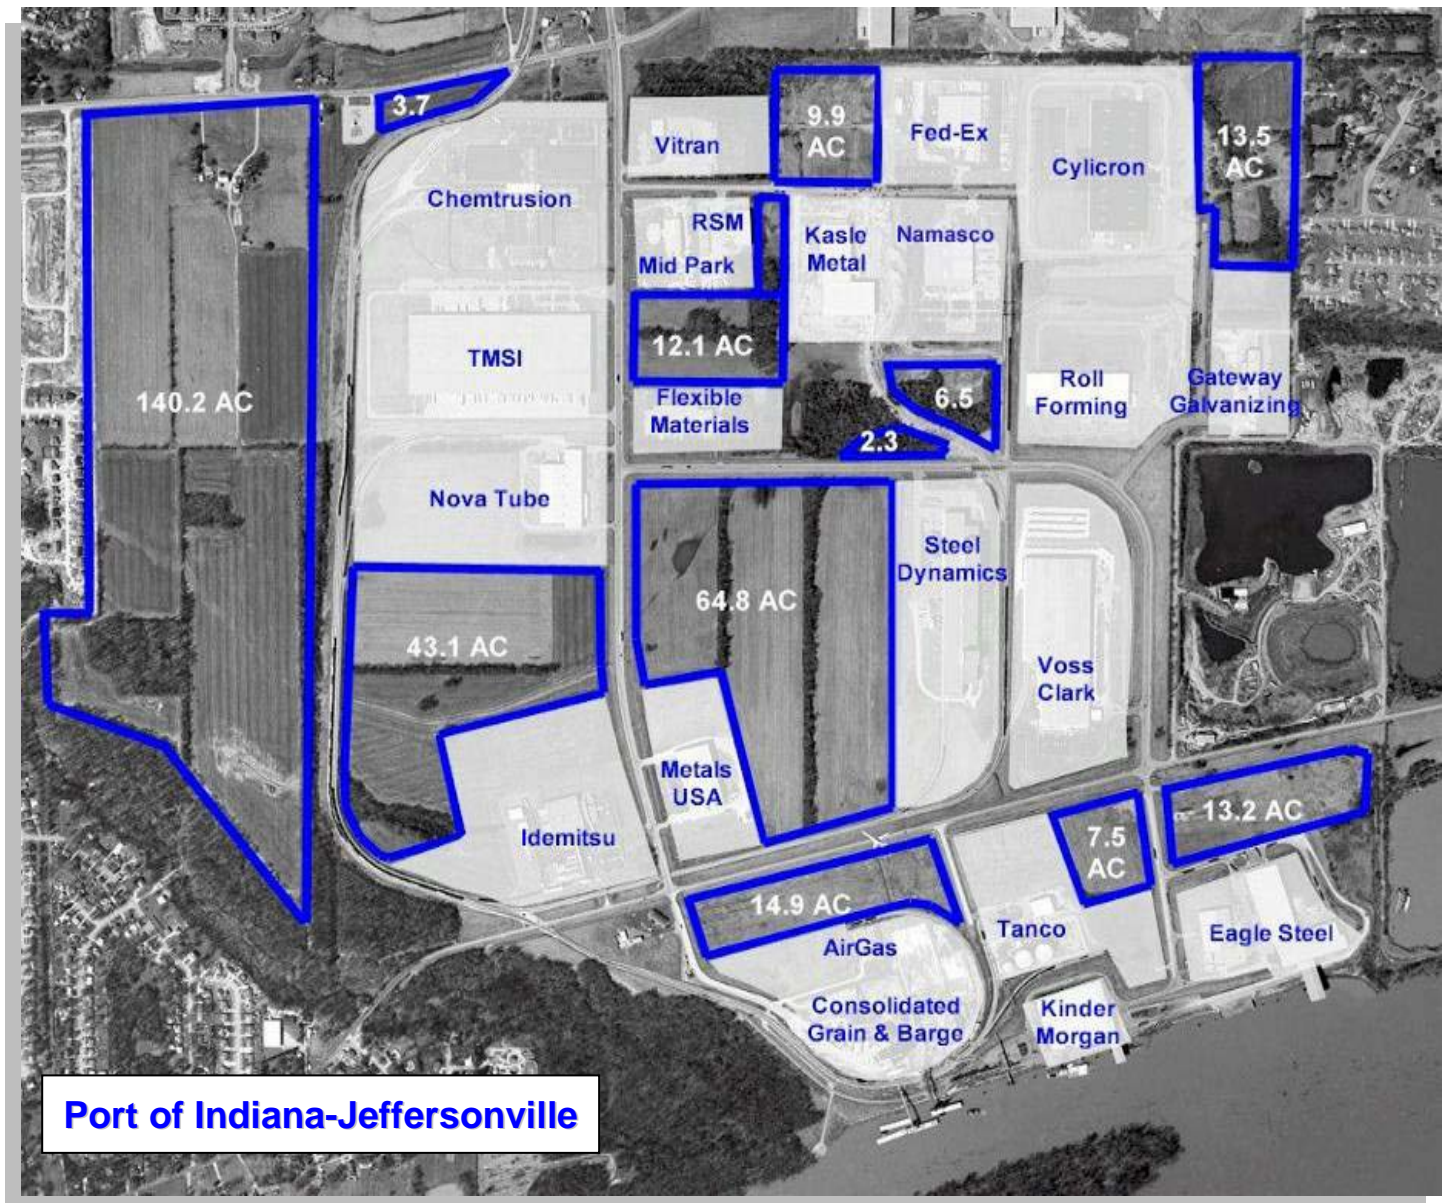 3.7
9.9
AC
Fed-Ex
Vitran
13.5
AC
Cylicron
Chemtrusion
RSM
Mid Park
Kasle
Metal
Namasco
140.2 AC
TMSI
12.1 AC
Flexible
Materials
6.5
2.3
Roll
Forming
Gateway
Galvanizing
Nova Tube
64.8 AC
Steel
Dynamics
43.1 AC
Voss
Clark
Metals
USA
Idemitsu
7.5
AC
13.2 AC
14.9 AC
AirGas
Tanco
Eagle Steel
Consolidated
Grain & Barge
Kinder
Morgan
Port of Indiana-Jeffersonville